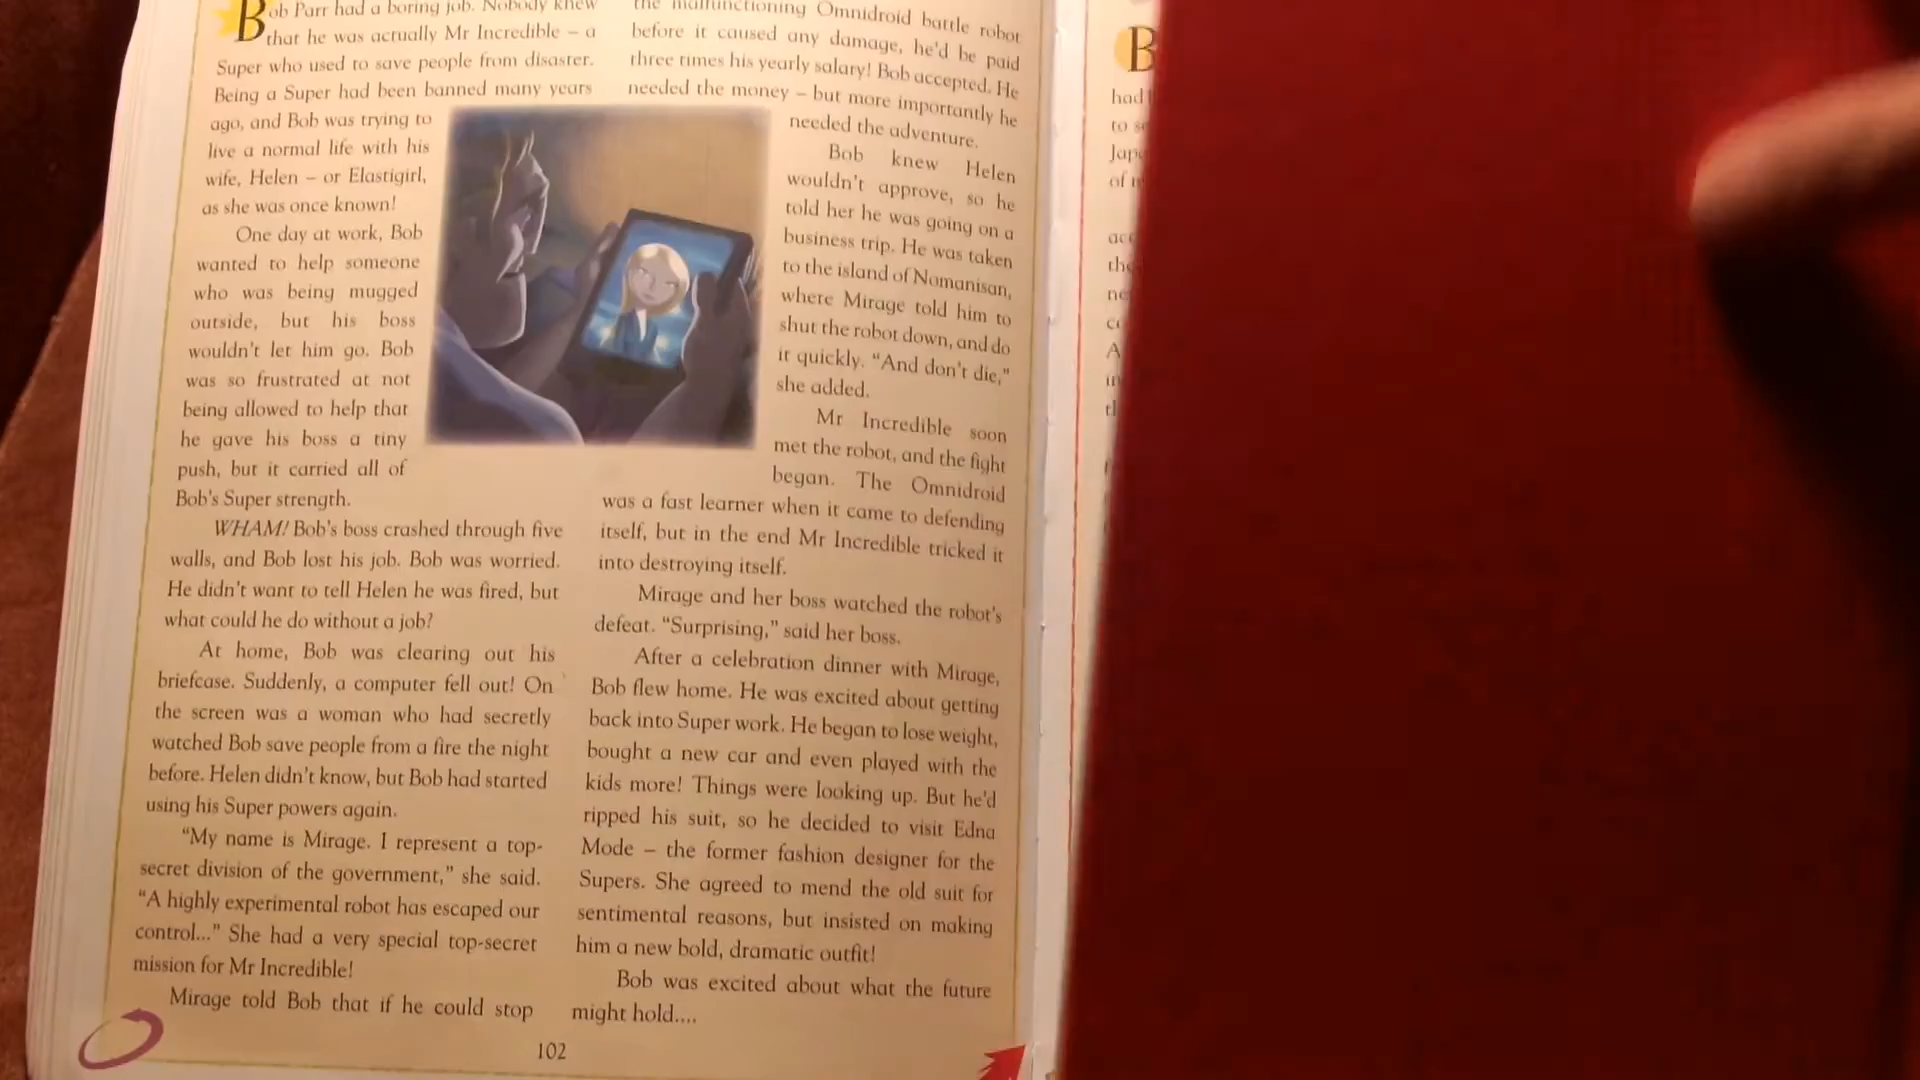 Bob Parr had a boring job. Nobody knew
that he was actually Mr Incredible – a
Super who used to save people from disaster.
Being a Super had been banned many years
ago, and Bob was trying to
live a normal life with his
wife, Helen – or Elastigirl,
as she was once known!
One day at work, Bob
wanted to help someone
who was being mugged
outside, but his boss
wouldn't let him go. Bob
was so frustrated at not
being allowed to help that
he gave his boss a tiny
push, but it carried all of
Bob's Super strength.
WHAM! Bob's boss crashed through five
walls, and Bob lost his job. Bob was worried.
He didn't want to tell Helen he was fired, but
what could he do without a job?
At home, Bob was clearing out his
briefcase. Suddenly, a computer fell out! On
the screen was a woman who had secretly
watched Bob save people from a fire the night
before. Helen didn't know, but Bob had started
using his Super powers again.
“My name is Mirage. I represent a top-
secret division of the government,” she said.
“A highly experimental robot has escaped our
control...” She had a very special top-secret
mission for Mr Incredible!
Mirage told Bob that if he could stop
the malfunctioning Omnidroid battle robot
before it caused any damage, he'd be paid
three times his yearly salary! Bob accepted. He
needed the money – but more importantly he
needed the adventure.
Bob knew Helen
wouldn't approve, so he
told her he was going on a
business trip. He was taken
to the island of Nomanisan,
where Mirage told him to
shut the robot down, and do
it quickly. “And don't die,”
she added.
Mr Incredible soon
met the robot, and the fight
began. The Omnidroid
was a fast learner when it came to defending
itself, but in the end Mr Incredible tricked it
into destroying itself.
Mirage and her boss watched the robot's
defeat. “Surprising,” said her boss.
After a celebration dinner with Mirage,
Bob flew home. He was excited about getting
back into Super work. He began to lose weight,
bought a new car and even played with the
kids more! Things were looking up. But he'd
ripped his suit, so he decided to visit Edna
Mode – the former fashion designer for the
Supers. She agreed to mend the old suit for
sentimental reasons, but insisted on making
him a new bold, dramatic outfit!
Bob was excited about what the future
might hold....
102
B
had
to
of